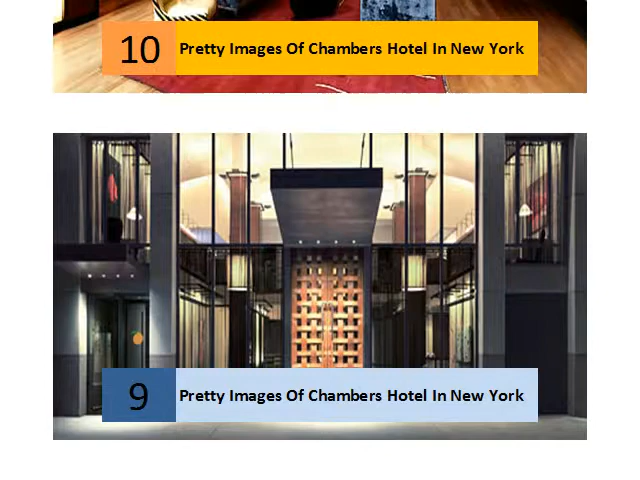 10 Pretty Images Of Chambers Hotel In New York
9 Pretty Images Of Chambers Hotel In New York